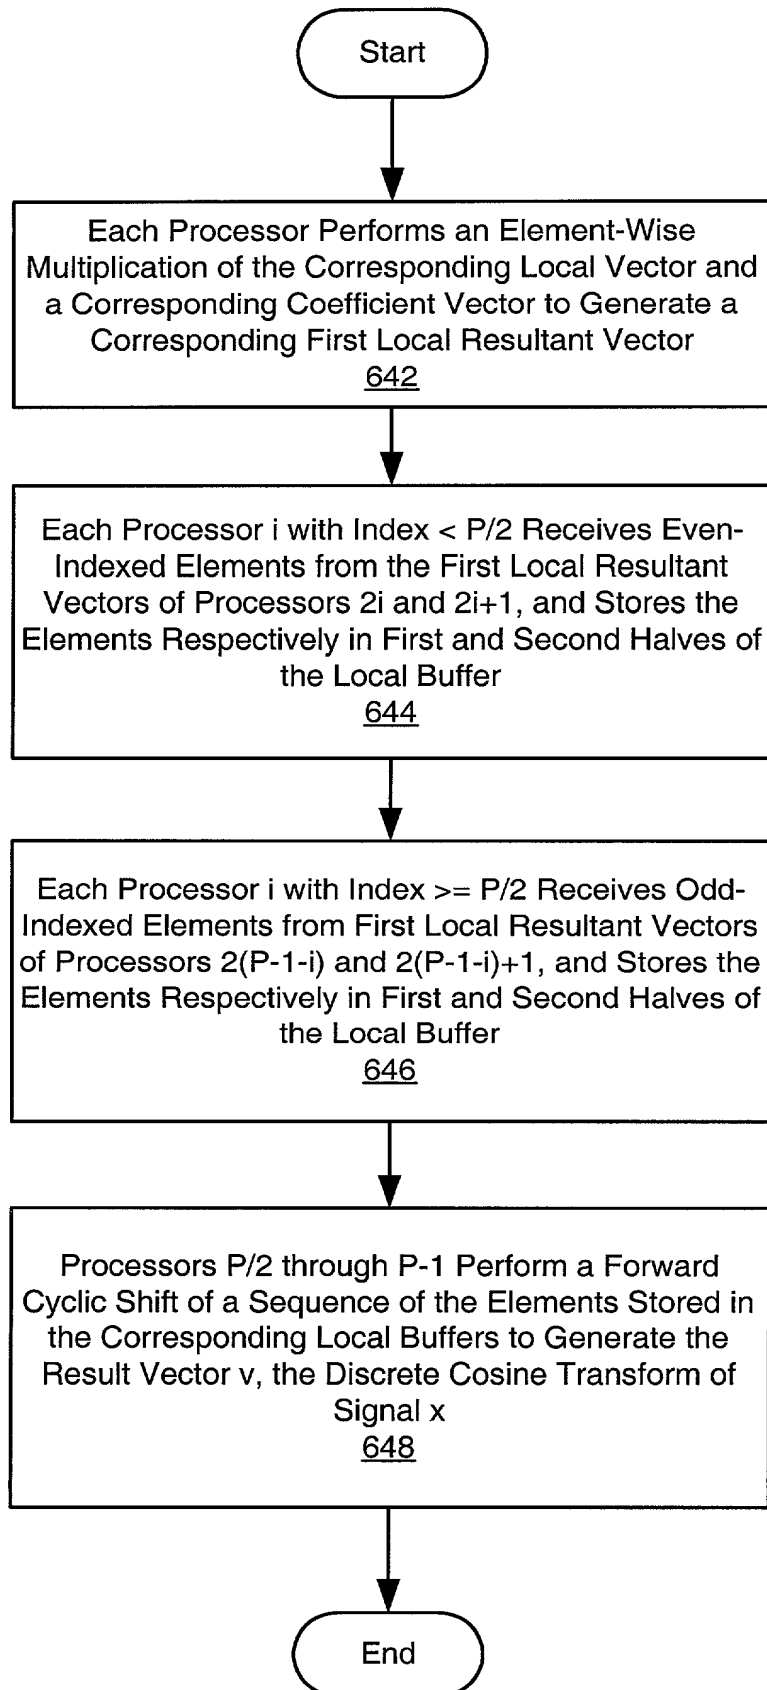 Start
Each Processor Performs an Element-Wise
Multiplication of the Corresponding Local Vector and
a Corresponding Coefficient Vector to Generate a
Corresponding First Local Resultant Vector
642
Each Processor i with Index < P/2 Receives Even-
Indexed Elements from the First Local Resultant
Vectors of Processors 2i and 2i+1, and Stores the
Elements Respectively in First and Second Halves of
the Local Buffer
644
Each Processor i with Index >= P/2 Receives Odd-
Indexed Elements from First Local Resultant Vectors
of Processors 2(P-1-i) and 2(P-1-i)+1, and Stores the
Elements Respectively in First and Second Halves of
the Local Buffer
646
Processors P/2 through P-1 Perform a Forward
Cyclic Shift of a Sequence of the Elements Stored in
the Corresponding Local Buffers to Generate the
Result Vector v, the Discrete Cosine Transform of
Signal x
648
End